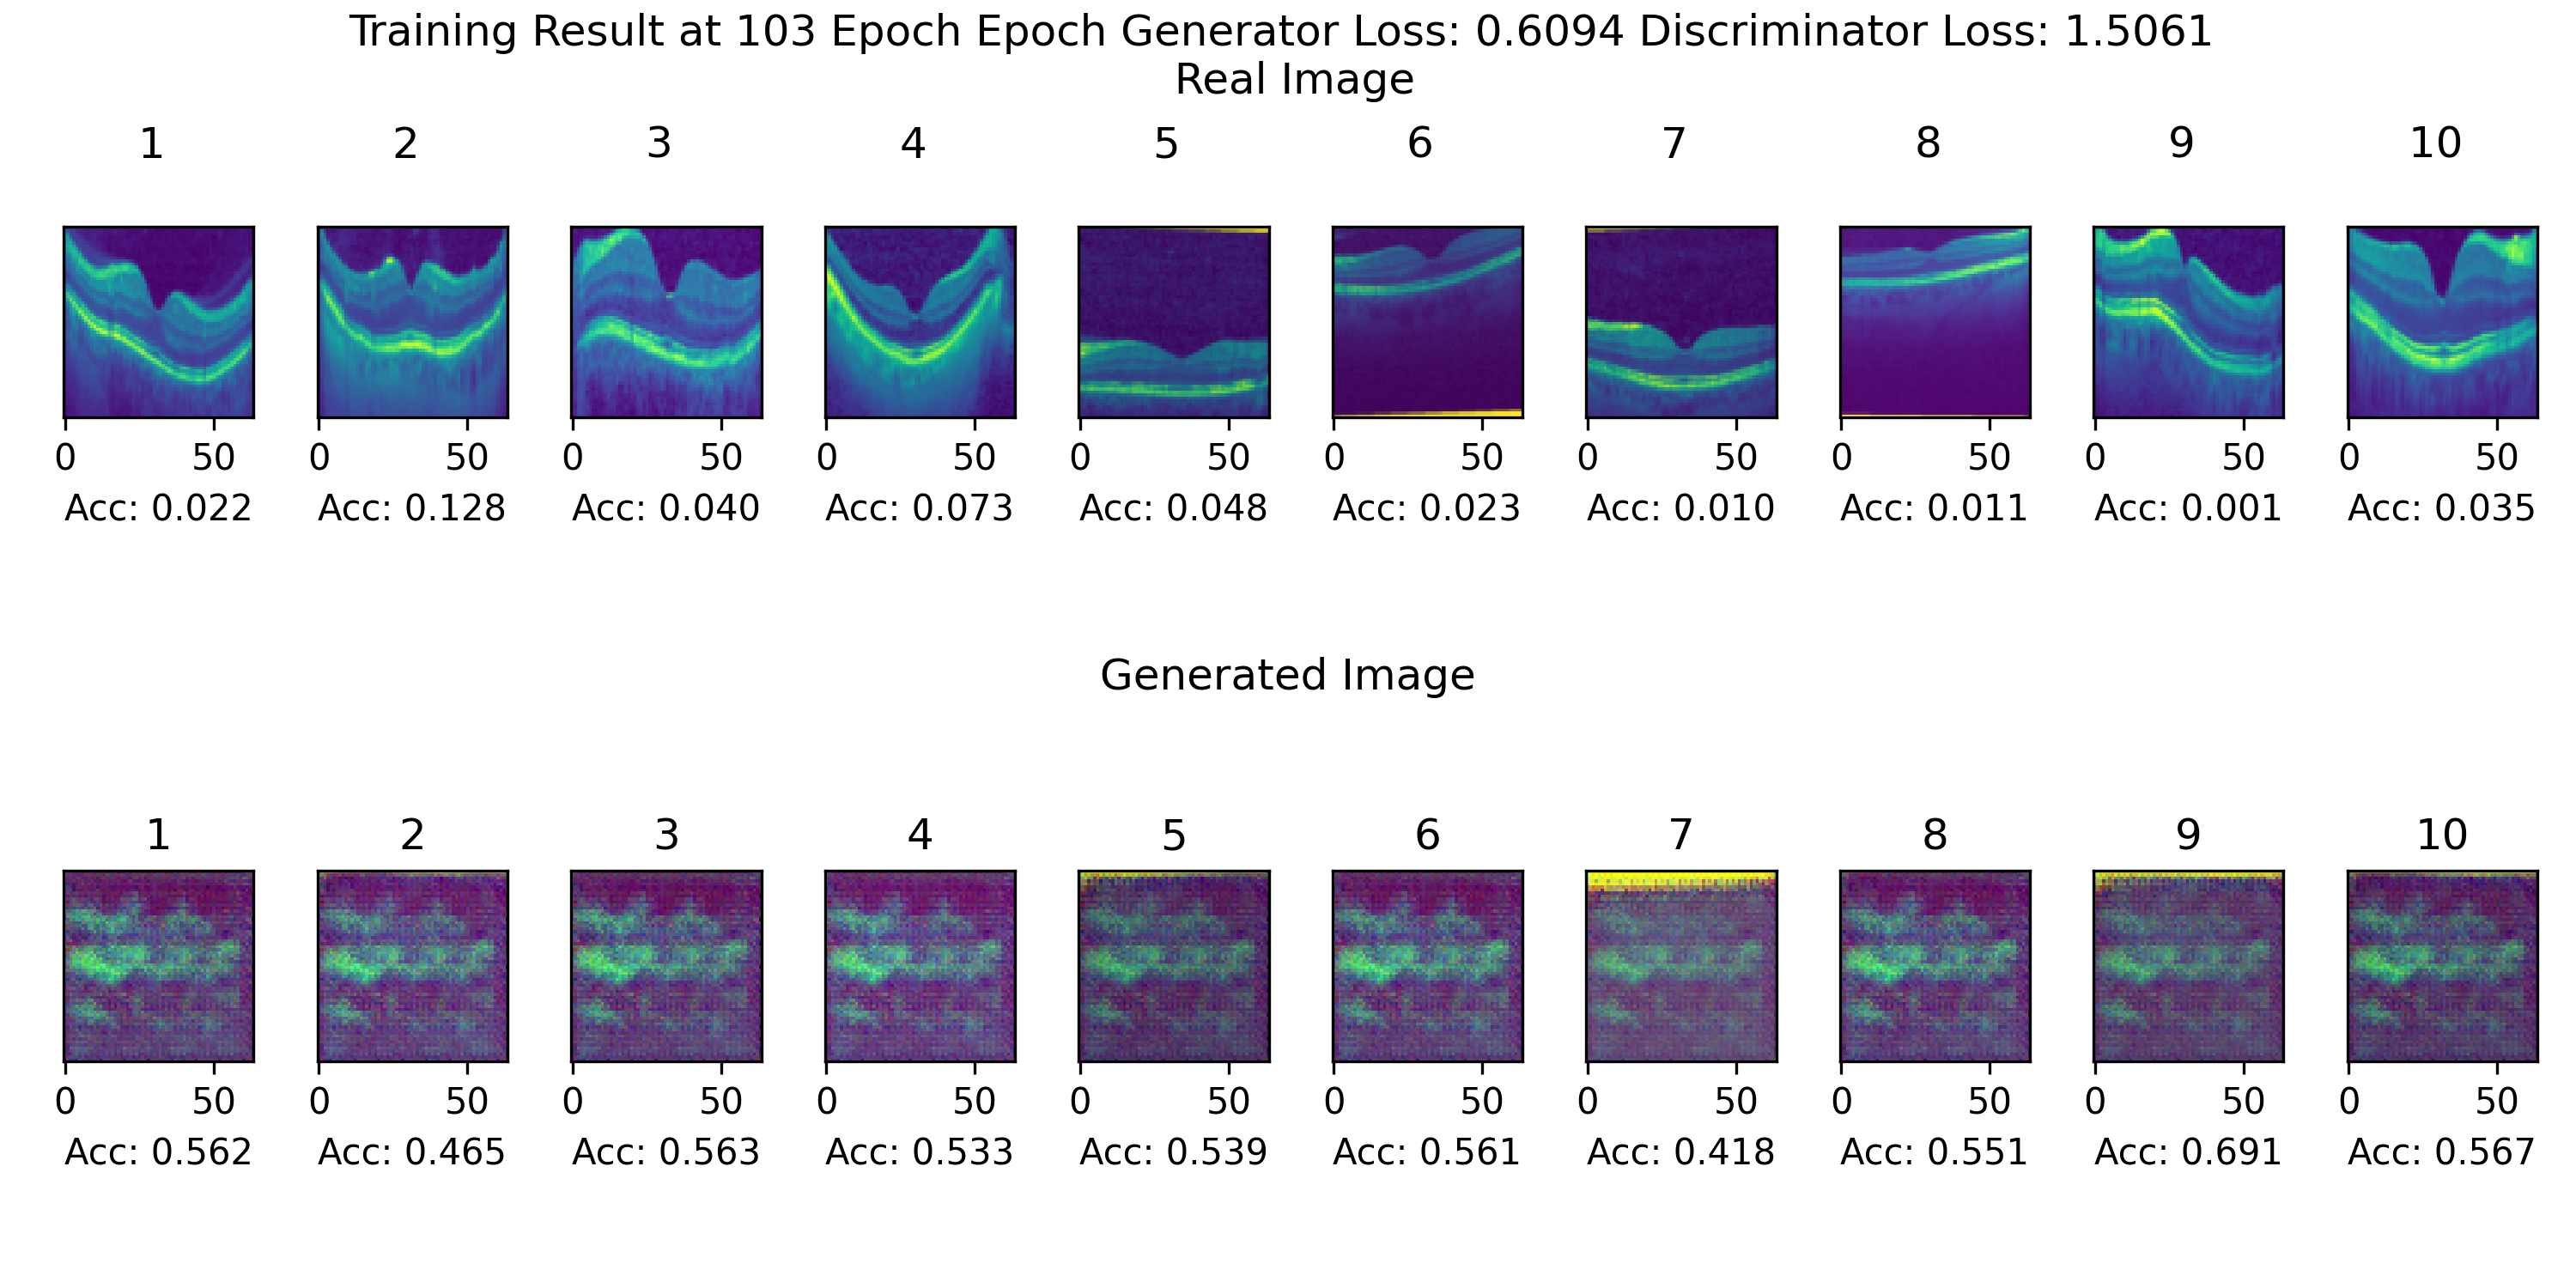 Training Result at 103 Epoch Epoch Generator Loss: 0.6094 Discriminator Loss: 1.5061
Real Image
1 2 3 4 5 6 7 8 9 10
0 50 0 50 0 50 0 50 0 50 0 50 0 50 0 50 0 50 0 50
Acc: 0.022 Acc: 0.128 Acc: 0.040 Acc: 0.073 Acc: 0.048 Acc: 0.023 Acc: 0.010 Acc: 0.011 Acc: 0.001 Acc: 0.035
Generated Image
1 2 3 4 5 6 7 8 9 10
0 50 0 50 0 50 0 50 0 50 0 50 0 50 0 50 0 50 0 50
Acc: 0.562 Acc: 0.465 Acc: 0.563 Acc: 0.533 Acc: 0.539 Acc: 0.561 Acc: 0.418 Acc: 0.551 Acc: 0.691 Acc: 0.567